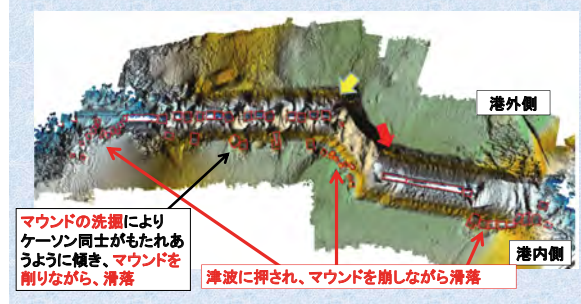 港外側
マウンドの洗掘により
ケーソン同士がもたれあ
うように傾き、マウンドを
削りながら、滑落
津波に押され、マウンドを崩しながら滑落
港内側